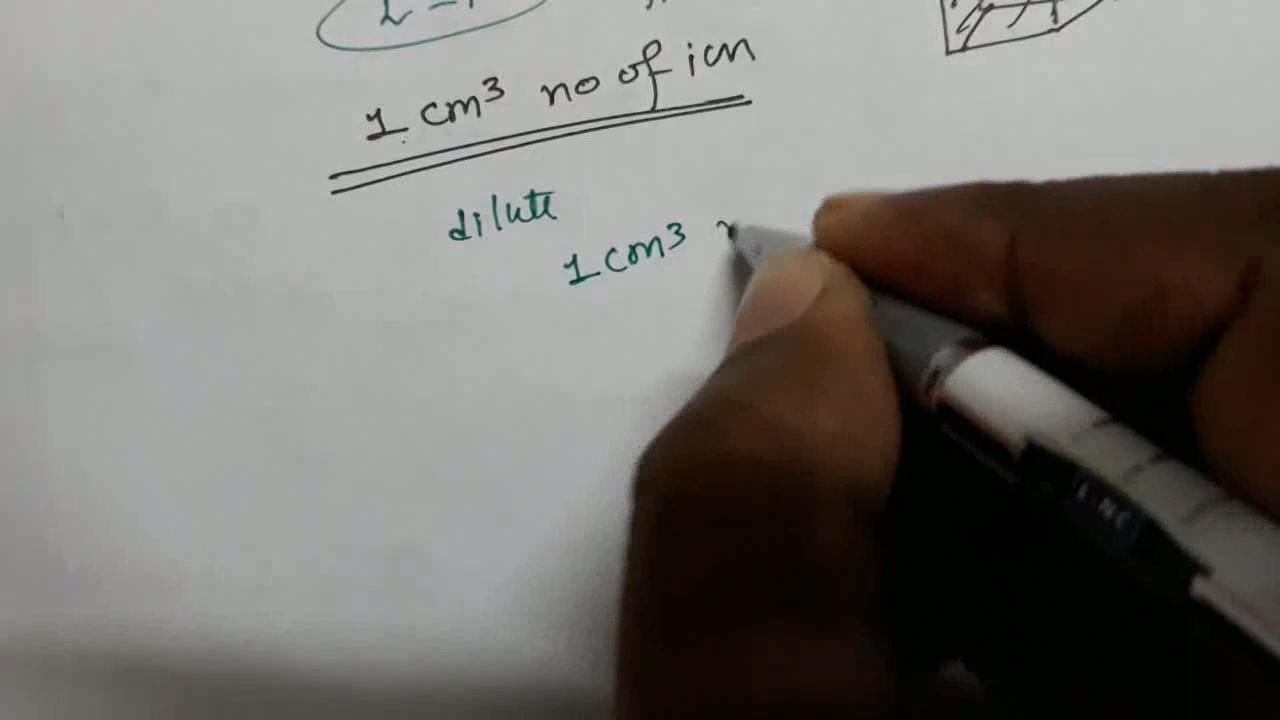 1 cm³ no of ion
dilute
1 cm³